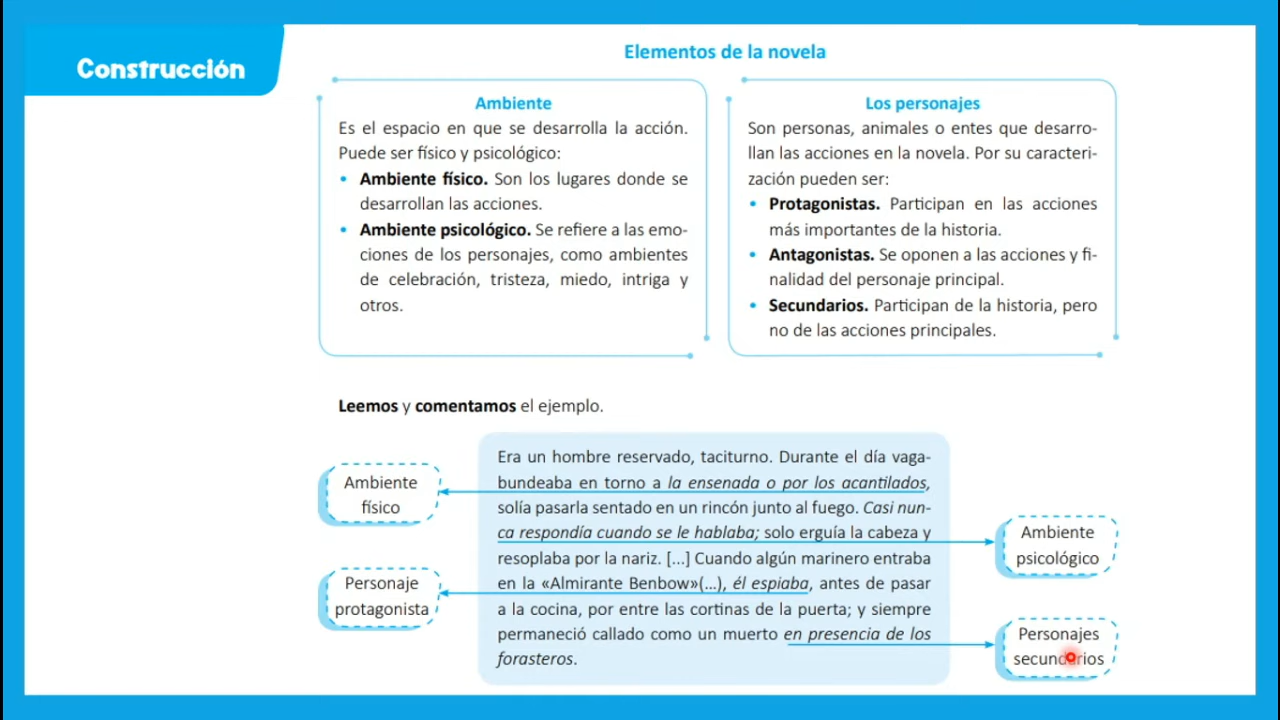 Construcción
Elementos de la novela
Ambiente
Es el espacio en que se desarrolla la acción.
Puede ser físico y psicológico:
• Ambiente físico. Son los lugares donde se
desarrollan las acciones.
• Ambiente psicológico. Se refiere a las emo-
ciones de los personajes, como ambientes
de celebración, tristeza, miedo, intriga y
otros.
Los personajes
Son personas, animales o entes que desarro-
llan las acciones en la novela. Por su caracteri-
zación pueden ser:
• Protagonistas. Participan en las acciones
más importantes de la historia.
• Antagonistas. Se oponen a las acciones y fi-
nalidad del personaje principal.
• Secundarios. Participan de la historia, pero
no de las acciones principales.
Leemos y comentamos el ejemplo.
Ambiente
físico
Personaje
protagonista
Era un hombre reservado, taciturno. Durante el día vaga-
bundeaba en torno a la ensenada o por los acantilados,
solía pasarla sentado en un rincón junto al fuego. Casi nun-
ca respondía cuando se le hablaba; solo erguía la cabeza y
resoplaba por la nariz. [...] Cuando algún marinero entraba
en la «Almirante Benbow»(...), él espiaba, antes de pasar
a la cocina, por entre las cortinas de la puerta; y siempre
permaneció callado como un muerto en presencia de los
forasteros.
Ambiente
psicológico
Personajes
secundarios